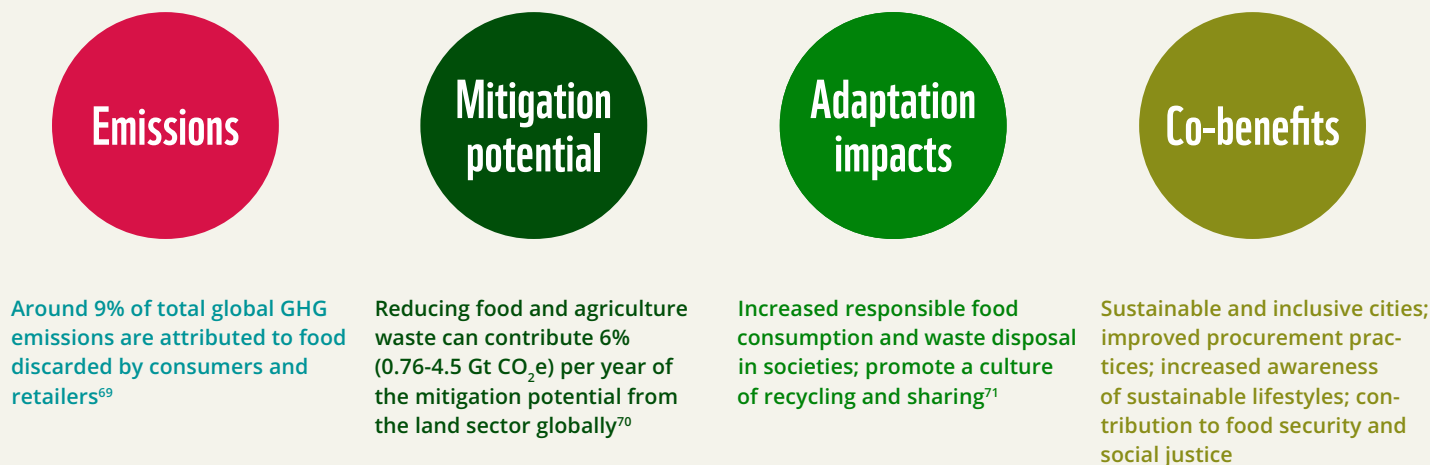 Emissions
Mitigation
potential
Adaptation
impacts
Co-benefits
Around 9% of total global GHG
emissions are attributed to food
discarded by consumers and
retailers⁶⁹
Reducing food and agriculture
waste can contribute 6%
(0.76-4.5 Gt CO₂e) per year of
the mitigation potential from
the land sector globally⁷⁰
Increased responsible food
consumption and waste disposal
in societies; promote a culture
of recycling and sharing⁷¹
Sustainable and inclusive cities;
improved procurement prac-
tices; increased awareness
of sustainable lifestyles; con-
tribution to food security and
social justice